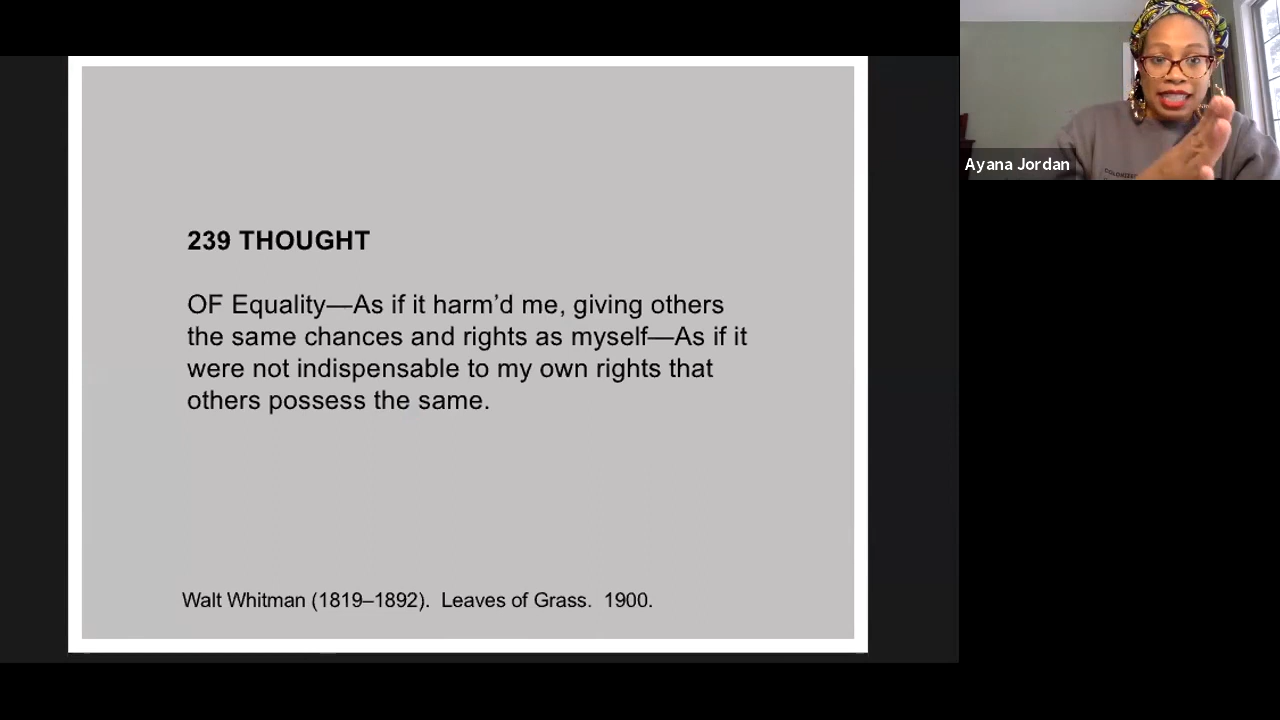 239 THOUGHT
OF Equality—As if it harm’d me, giving others
the same chances and rights as myself—As if it
were not indispensable to my own rights that
others possess the same.
Walt Whitman (1819–1892).  Leaves of Grass.  1900.
Ayana Jordan